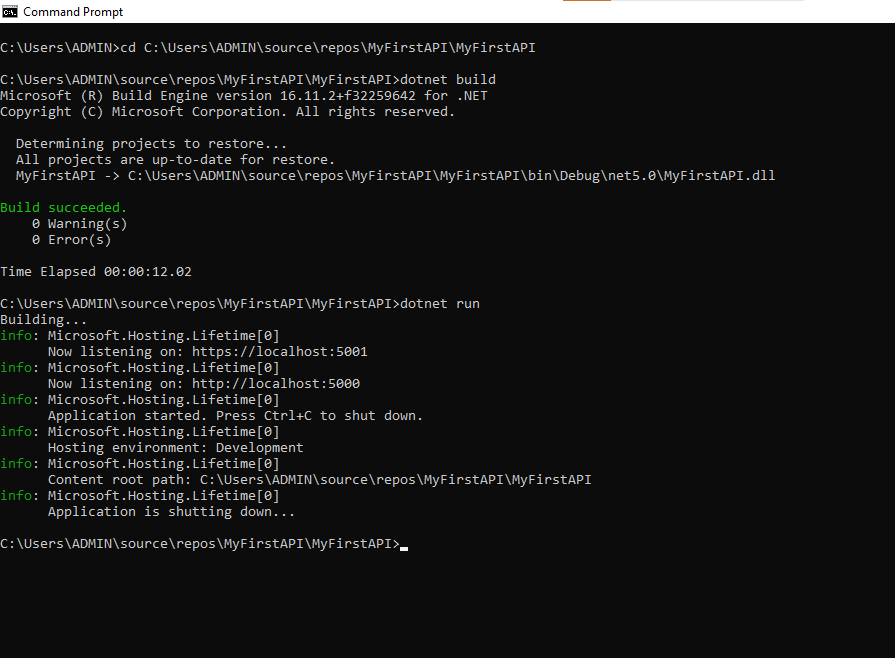 Command Prompt
C:\Users\ADMIN>cd C:\Users\ADMIN\source\repos\MyFirstAPI\MyFirstAPI
C:\Users\ADMIN\source\repos\MyFirstAPI\MyFirstAPI>dotnet build
Microsoft (R) Build Engine version 16.11.2+f32259642 for .NET
Copyright (C) Microsoft Corporation. All rights reserved.
Determining projects to restore...
All projects are up-to-date for restore.
MyFirstAPI -> C:\Users\ADMIN\source\repos\MyFirstAPI\MyFirstAPI\bin\Debug\net5.0\MyFirstAPI.dll
Build succeeded.
0 Warning(s)
0 Error(s)
Time Elapsed 00:00:12.02
C:\Users\ADMIN\source\repos\MyFirstAPI\MyFirstAPI>dotnet run
Building...
info: Microsoft.Hosting.Lifetime[0]
Now listening on: https://localhost:5001
info: Microsoft.Hosting.Lifetime[0]
Now listening on: http://localhost:5000
info: Microsoft.Hosting.Lifetime[0]
Application started. Press Ctrl+C to shut down.
info: Microsoft.Hosting.Lifetime[0]
Hosting environment: Development
info: Microsoft.Hosting.Lifetime[0]
Content root path: C:\Users\ADMIN\source\repos\MyFirstAPI\MyFirstAPI
info: Microsoft.Hosting.Lifetime[0]
Application is shutting down...
C:\Users\ADMIN\source\repos\MyFirstAPI\MyFirstAPI>